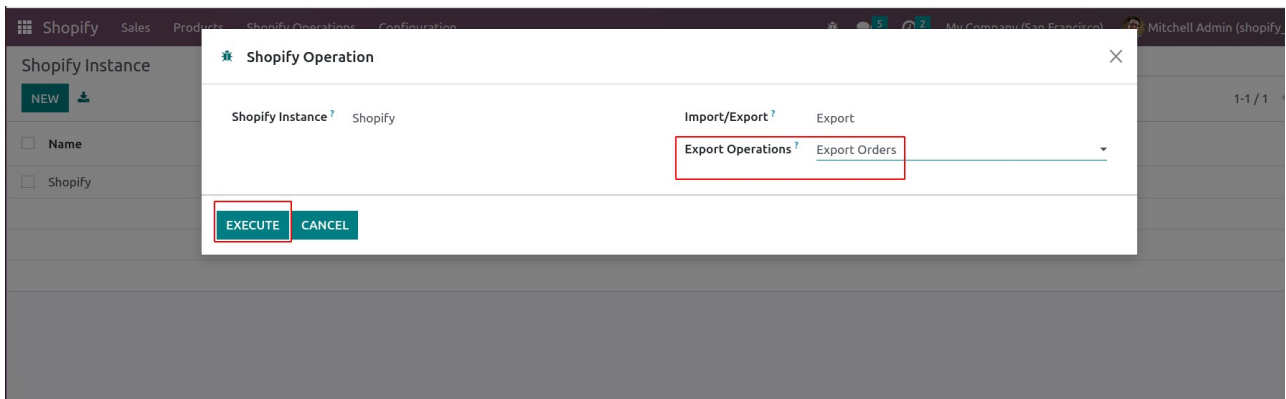 Shopify Sales Products Shopify Operations Configuration 5 2 My Company (San Francisco) Mitchell Admin (shopify_
Shopify Instance
NEW
1-1 / 1
Name
Shopify
Shopify Operation
Shopify Instance ? Shopify
Import/Export ? Export
Export Operations ? Export Orders
EXECUTE CANCEL